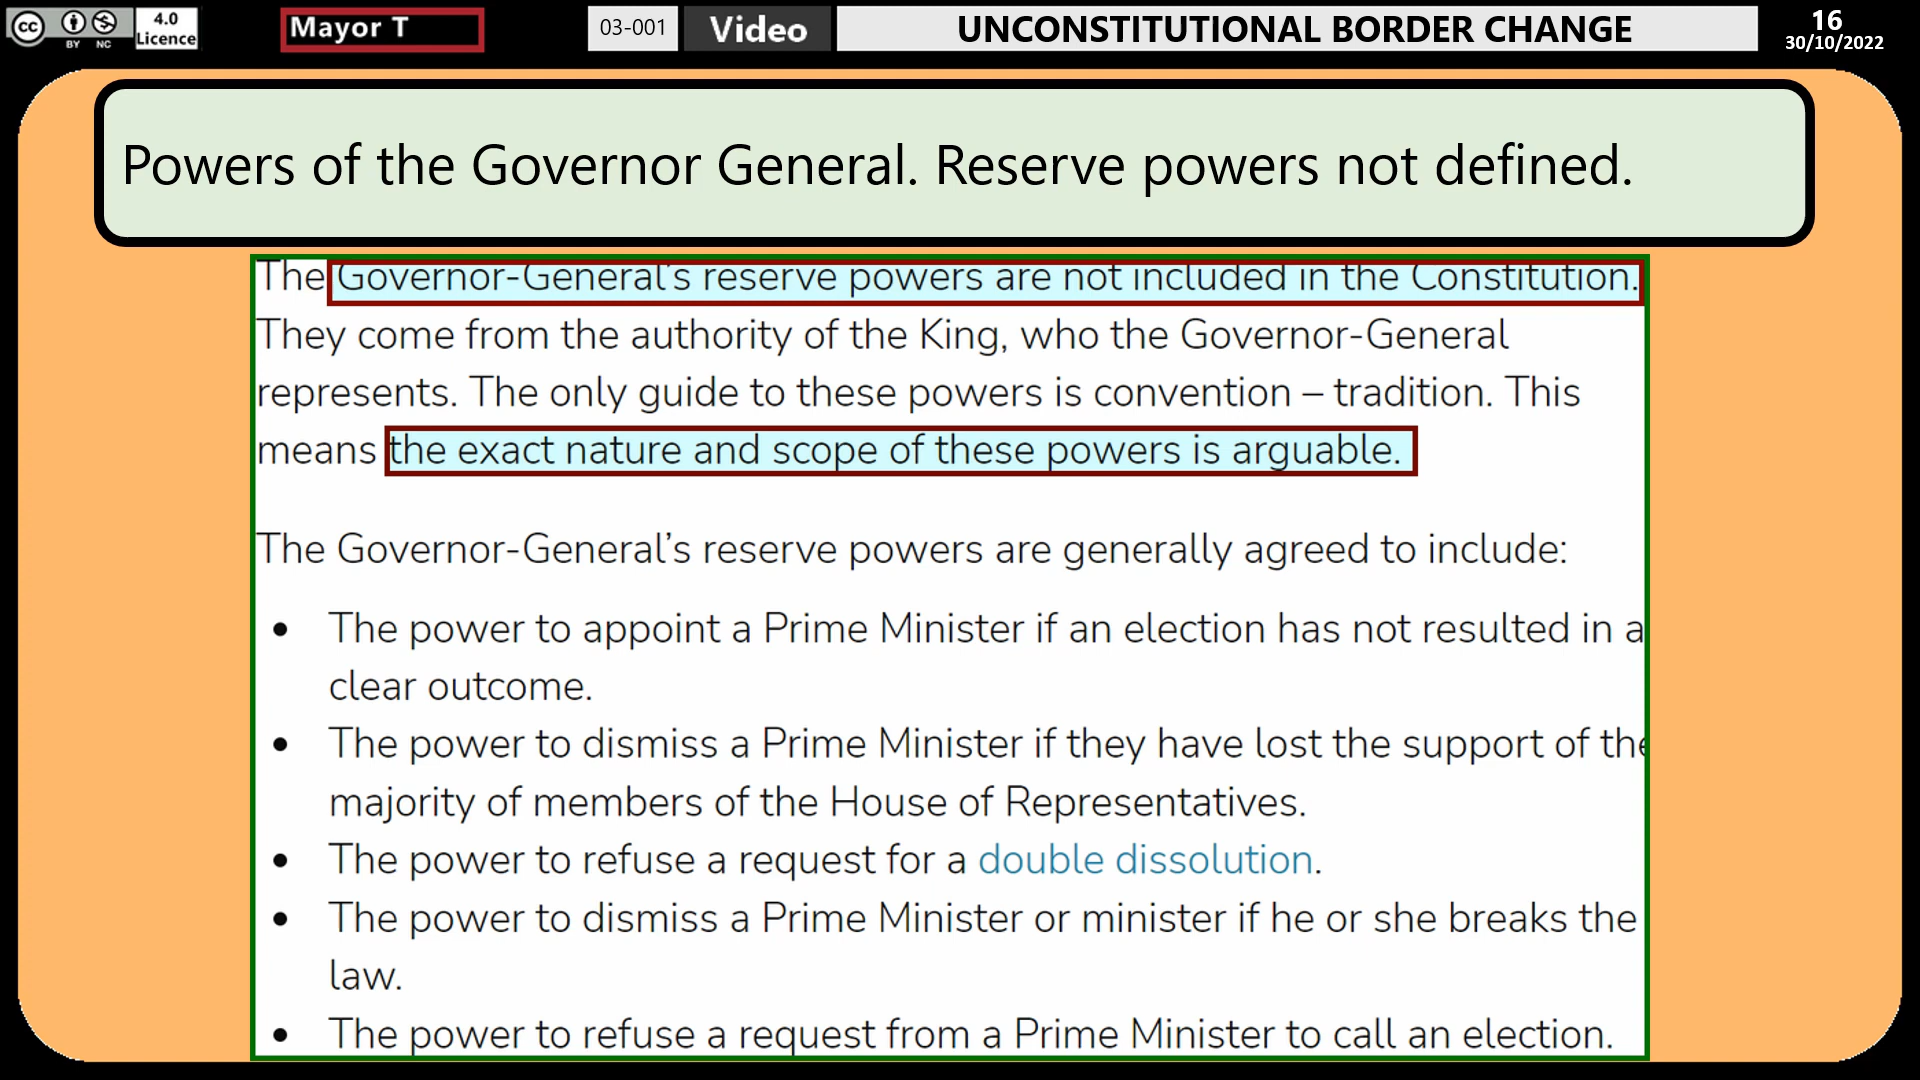 cc BY NC 4.0 Licence
Mayor T
03-001
Video
UNCONSTITUTIONAL BORDER CHANGE
16
30/10/2022
Powers of the Governor General. Reserve powers not defined.
The Governor-General’s reserve powers are not included in the Constitution.
They come from the authority of the King, who the Governor-General
represents. The only guide to these powers is convention – tradition. This
means the exact nature and scope of these powers is arguable.
The Governor-General’s reserve powers are generally agreed to include:
• The power to appoint a Prime Minister if an election has not resulted in a
clear outcome.
• The power to dismiss a Prime Minister if they have lost the support of the
majority of members of the House of Representatives.
• The power to refuse a request for a double dissolution.
• The power to dismiss a Prime Minister or minister if he or she breaks the
law.
• The power to refuse a request from a Prime Minister to call an election.